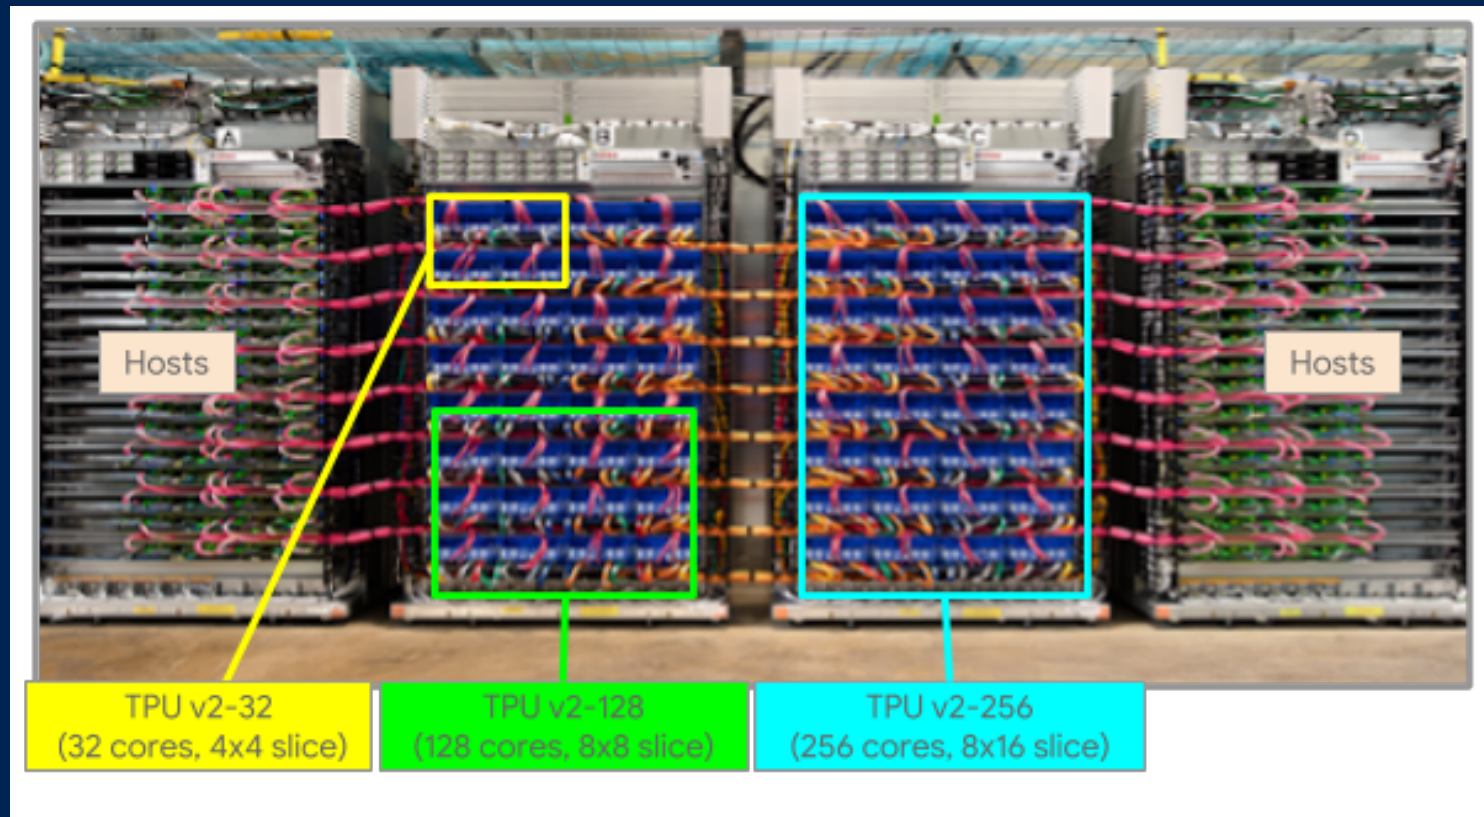 A
B
C
D
Hosts
Hosts
TPU v2-32
(32 cores, 4x4 slice)
TPU v2-128
(128 cores, 8x8 slice)
TPU v2-256
(256 cores, 8x16 slice)